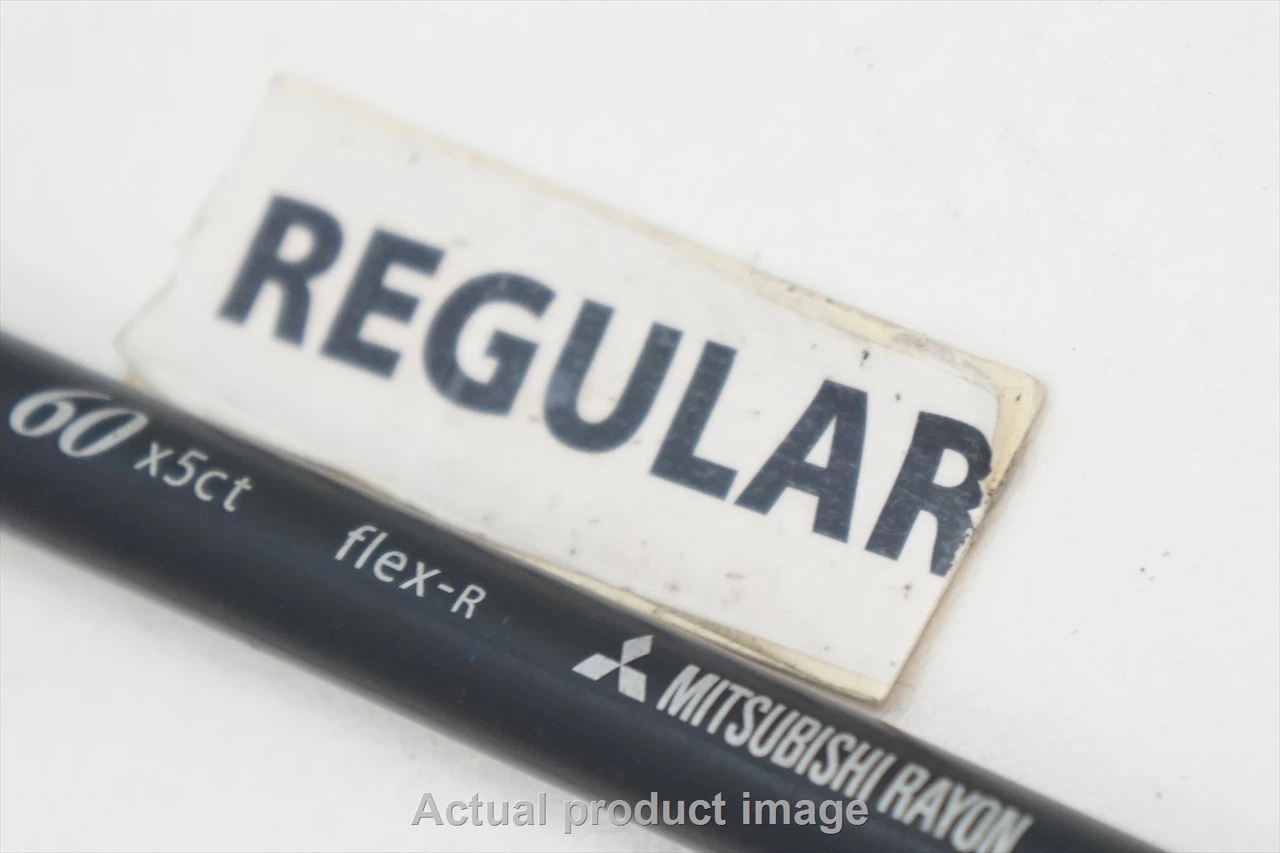 REGULAR
60 x5ct flex-R MITSUBISHI RAYON
Actual product image